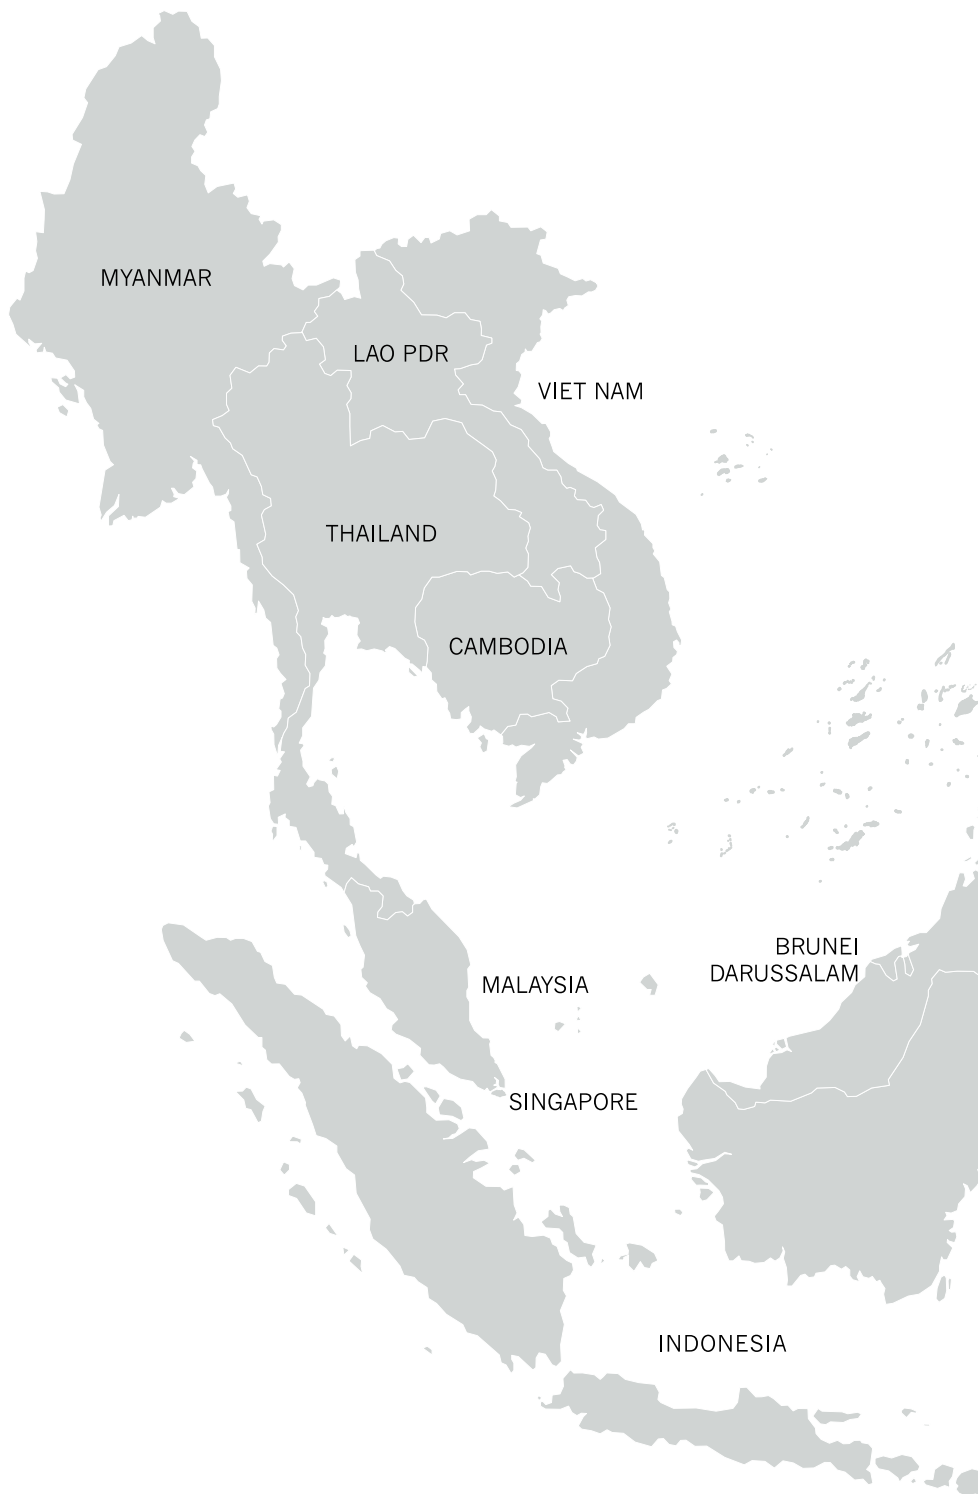 MYANMAR
LAO PDR
VIET NAM
THAILAND
CAMBODIA
BRUNEI
DARUSSALAM
MALAYSIA
SINGAPORE
INDONESIA